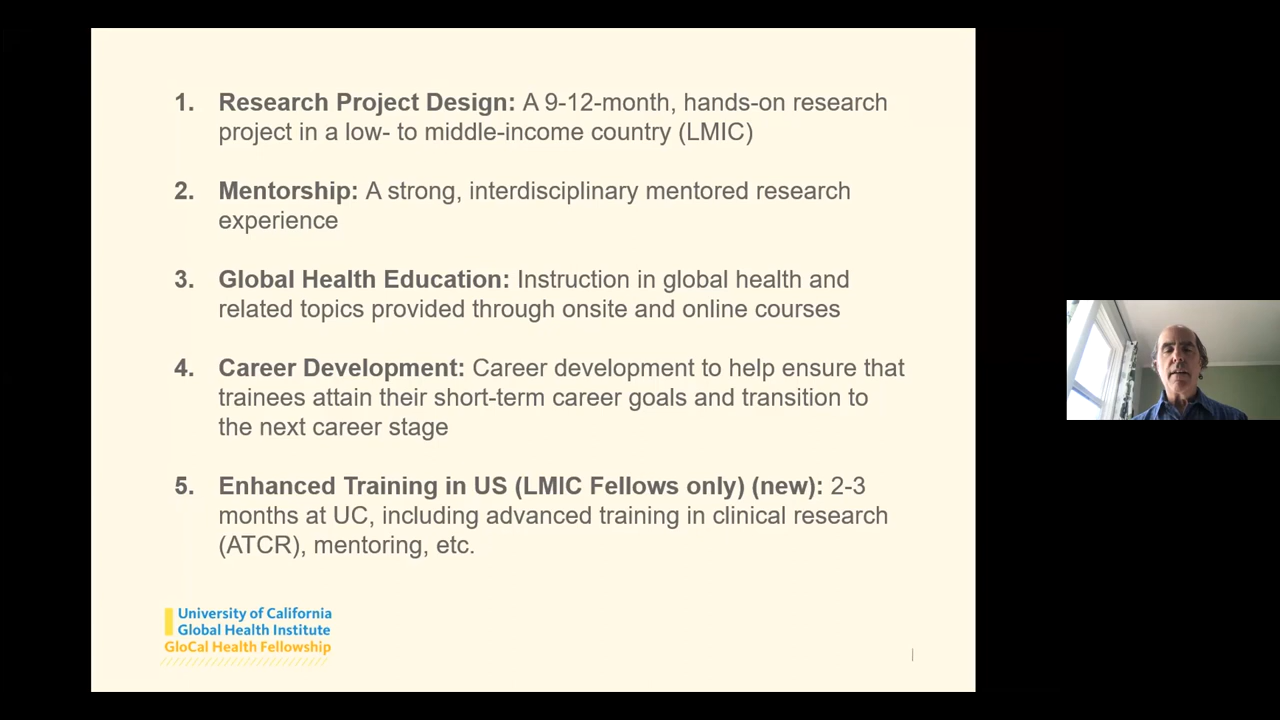 1. Research Project Design: A 9-12-month, hands-on research
project in a low- to middle-income country (LMIC)
2. Mentorship: A strong, interdisciplinary mentored research
experience
3. Global Health Education: Instruction in global health and
related topics provided through onsite and online courses
4. Career Development: Career development to help ensure that
trainees attain their short-term career goals and transition to
the next career stage
5. Enhanced Training in US (LMIC Fellows only) (new): 2-3
months at UC, including advanced training in clinical research
(ATCR), mentoring, etc.
University of California
Global Health Institute
GloCal Health Fellowship